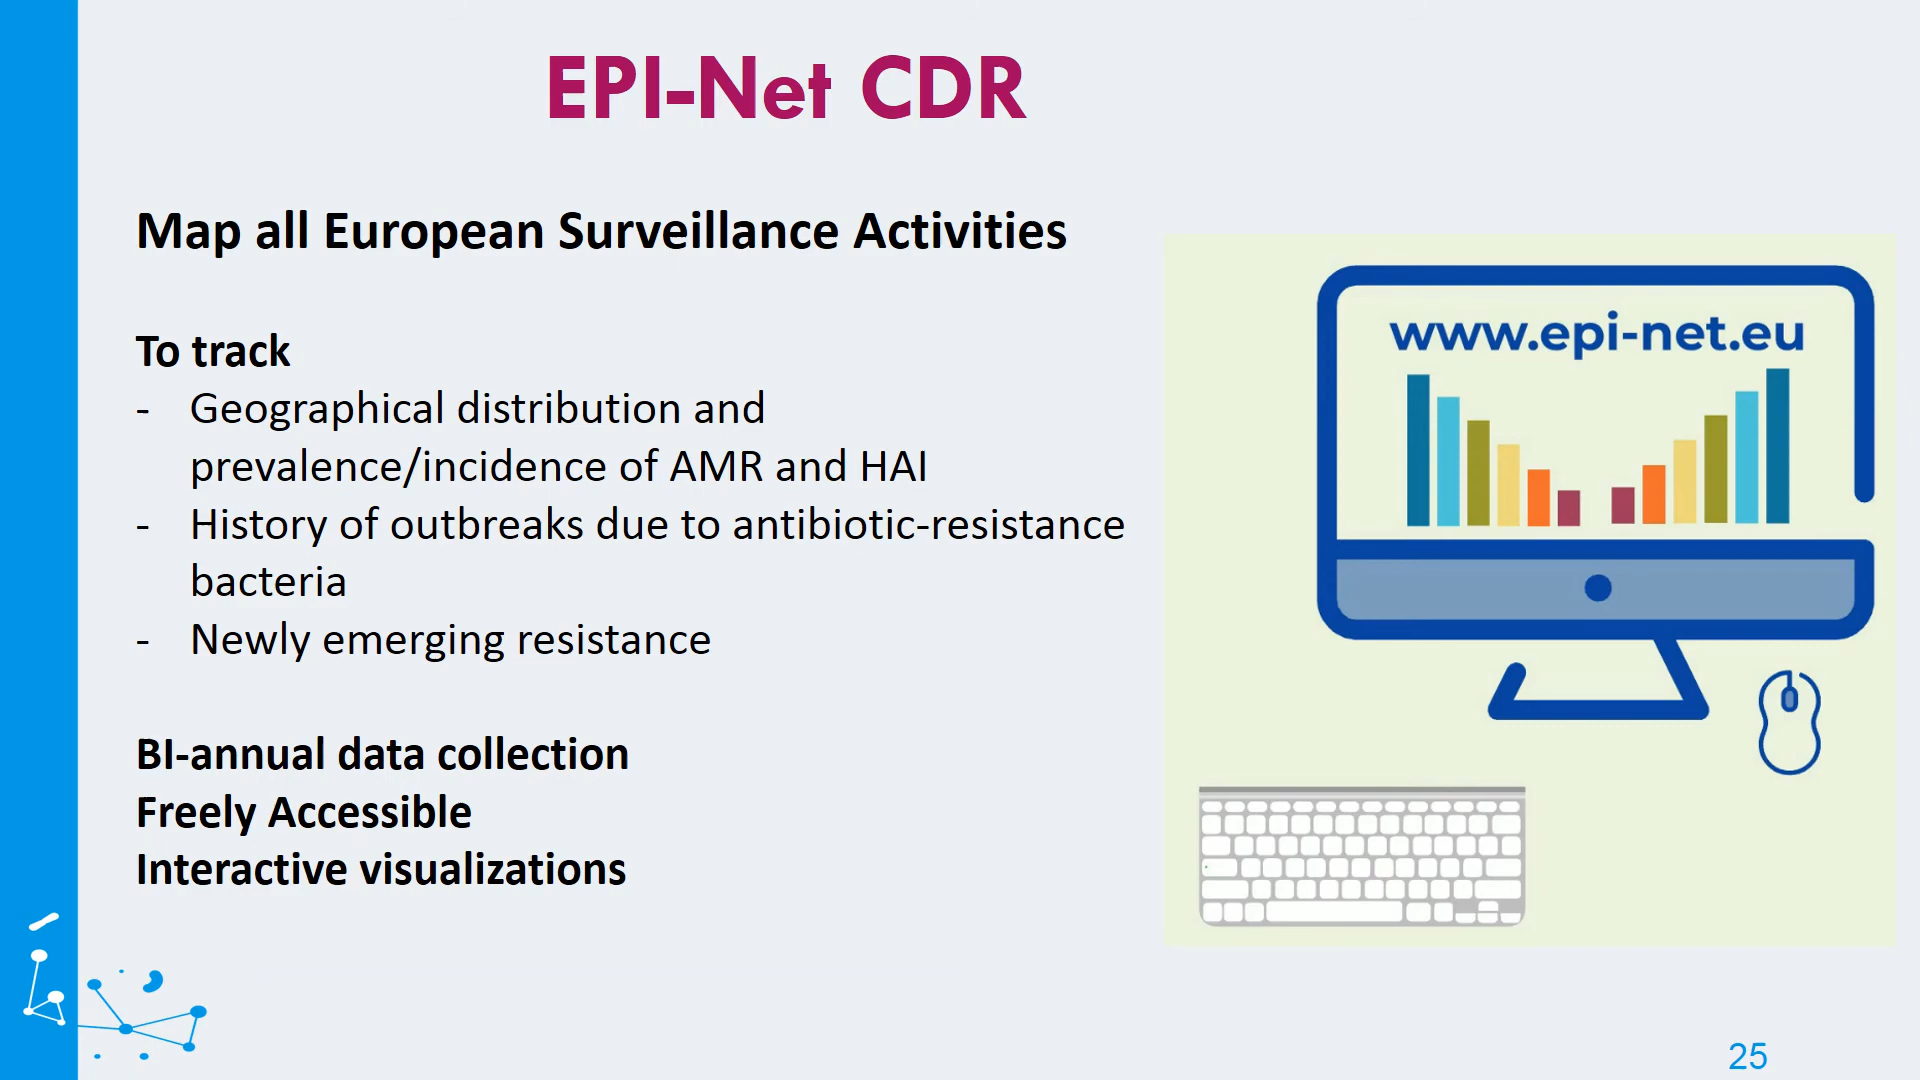 EPI-Net CDR
Map all European Surveillance Activities
To track
- Geographical distribution and
prevalence/incidence of AMR and HAI
- History of outbreaks due to antibiotic-resistance
bacteria
- Newly emerging resistance
BI-annual data collection
Freely Accessible
Interactive visualizations
www.epi-net.eu
25